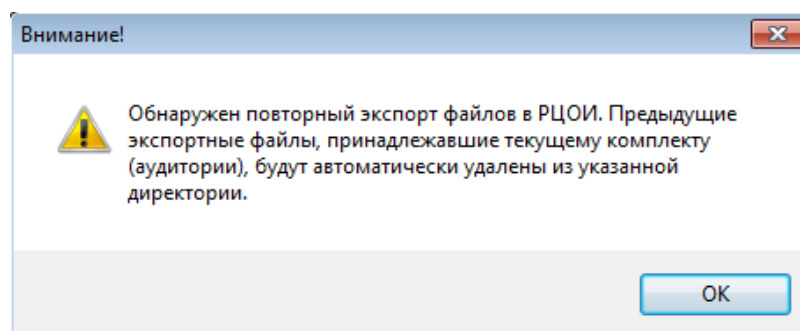 Внимание!
Обнаружен повторный экспорт файлов в РЦОИ. Предыдущие
экспортные файлы, принадлежавшие текущему комплекту
(аудитории), будут автоматически удалены из указанной
директории.
ОК